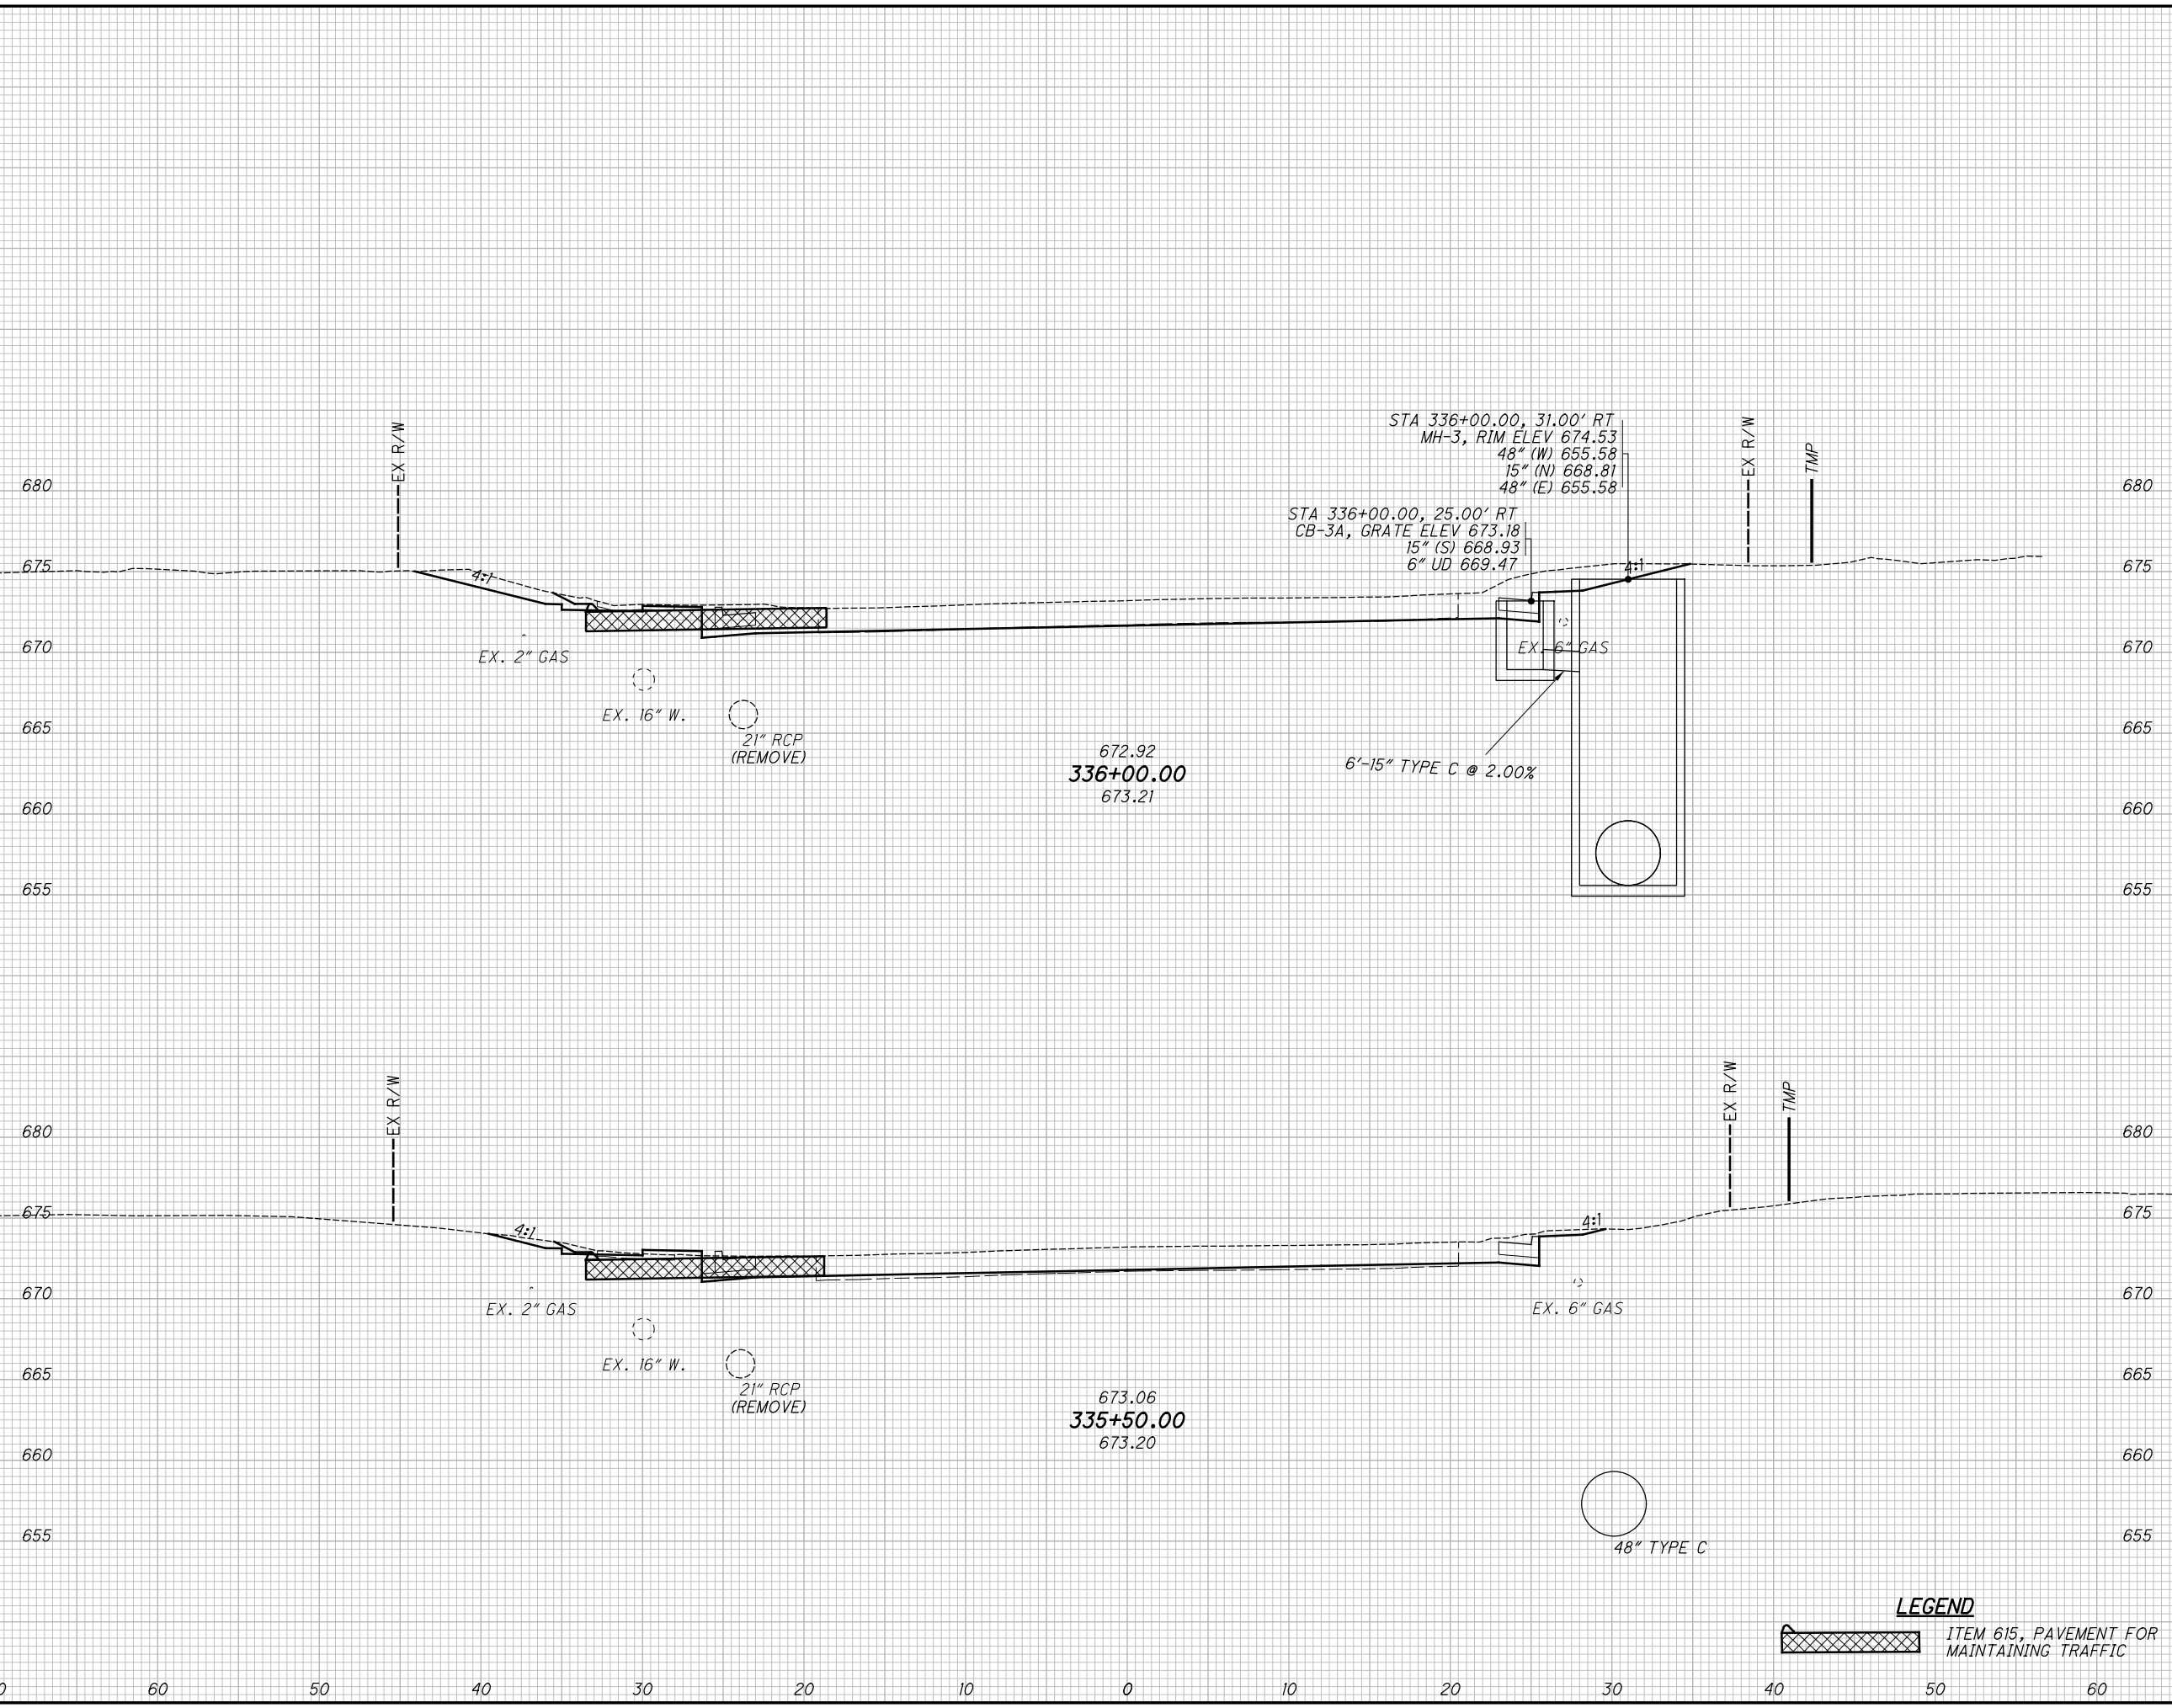 STA 336+00.00, 31.00' RT
MH-3, RIM ELEV 674.53
48" (W) 655.58
15" (N) 668.81
48" (E) 655.58
EX R/W
EX R/W
TMP
680
680
STA 336+00.00, 25.00' RT
CB-3A, GRATE ELEV 673.18
15" (S) 668.93
6" UD 669.47
675
4:1
4:1
675
670
EX. 2" GAS
EX. 6" GAS
670
EX. 16" W.
665
21" RCP
(REMOVE)
665
672.92
336+00.00
673.21
6'-15" TYPE C @ 2.00%
660
660
655
655
EX R/W
EX R/W
TMP
680
680
675
4:1
4:1
675
670
EX. 2" GAS
EX. 6" GAS
670
EX. 16" W.
665
21" RCP
(REMOVE)
665
673.06
335+50.00
673.20
660
660
655
48" TYPE C
655
LEGEND
ITEM 615, PAVEMENT FOR
MAINTAINING TRAFFIC
0 60 50 40 30 20 10 0 10 20 30 40 50 60